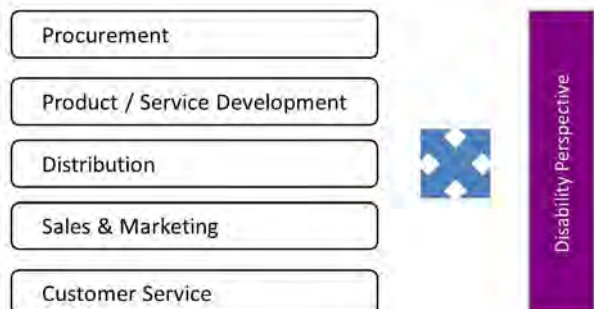 Procurement
Product / Service Development
Distribution
Sales & Marketing
Customer Service
Disability Perspective